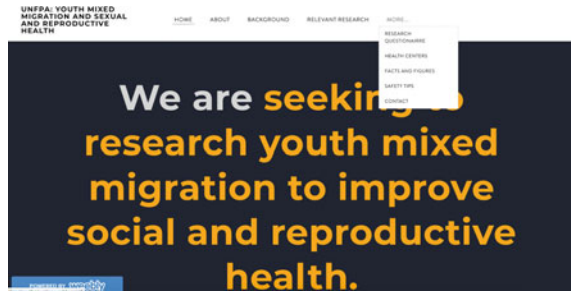 UNFPA: YOUTH MIXED
MIGRATION AND SEXUAL
AND REPRODUCTIVE
HEALTH
HOME ABOUT BACKGROUND RELEVANT RESEARCH MORE...
RESEARCH
QUESTIONAIRRE
HEALTH CENTERS
FACTS AND FIGURES
SAFETY TIPS
CONTACT
We are seeking to
research youth mixed
migration to improve
social and reproductive
health.
POWERED BY weebly